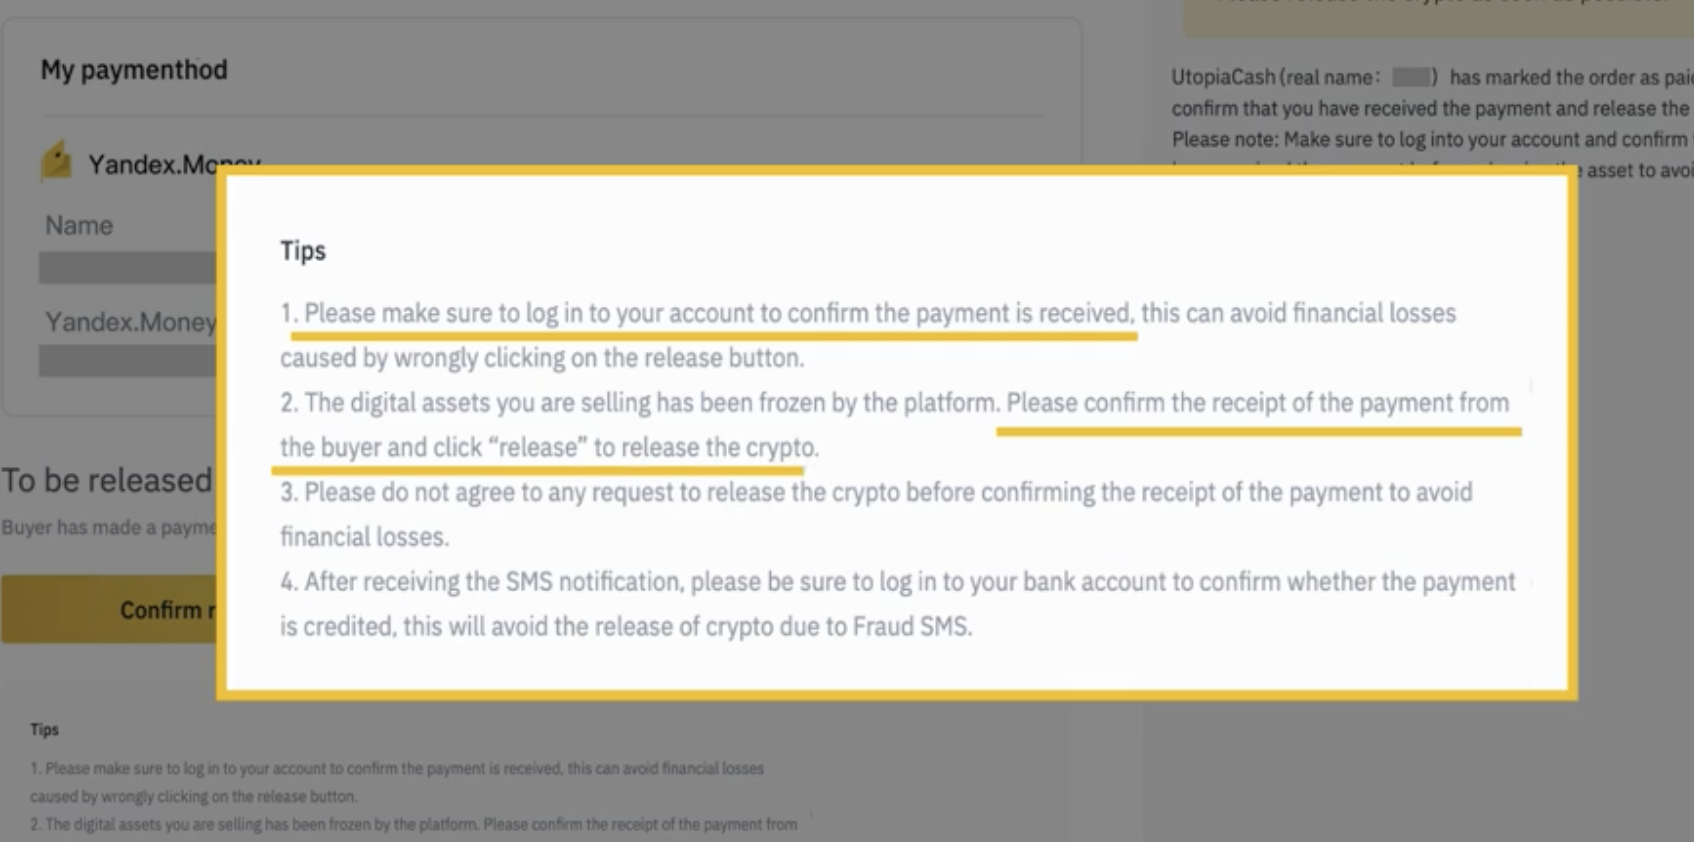 Please release the crypto as soon as possible.
My paymenthod
UtopiaCash (real name: ) has marked the order as paid
confirm that you have received the payment and release the
Please note: Make sure to log into your account and confirm
asset to avoi
Yandex.Money
Name
Yandex.Money
Tips
1. Please make sure to log in to your account to confirm the payment is received, this can avoid financial losses
caused by wrongly clicking on the release button.
2. The digital assets you are selling has been frozen by the platform. Please confirm the receipt of the payment from
the buyer and click “release” to release the crypto.
3. Please do not agree to any request to release the crypto before confirming the receipt of the payment to avoid
financial losses.
4. After receiving the SMS notification, please be sure to log in to your bank account to confirm whether the payment
is credited, this will avoid the release of crypto due to Fraud SMS.
To be released
Buyer has made a payme
Confirm r
Tips
1. Please make sure to log in to your account to confirm the payment is received, this can avoid financial losses
caused by wrongly clicking on the release button.
2. The digital assets you are selling has been frozen by the platform. Please confirm the receipt of the payment from